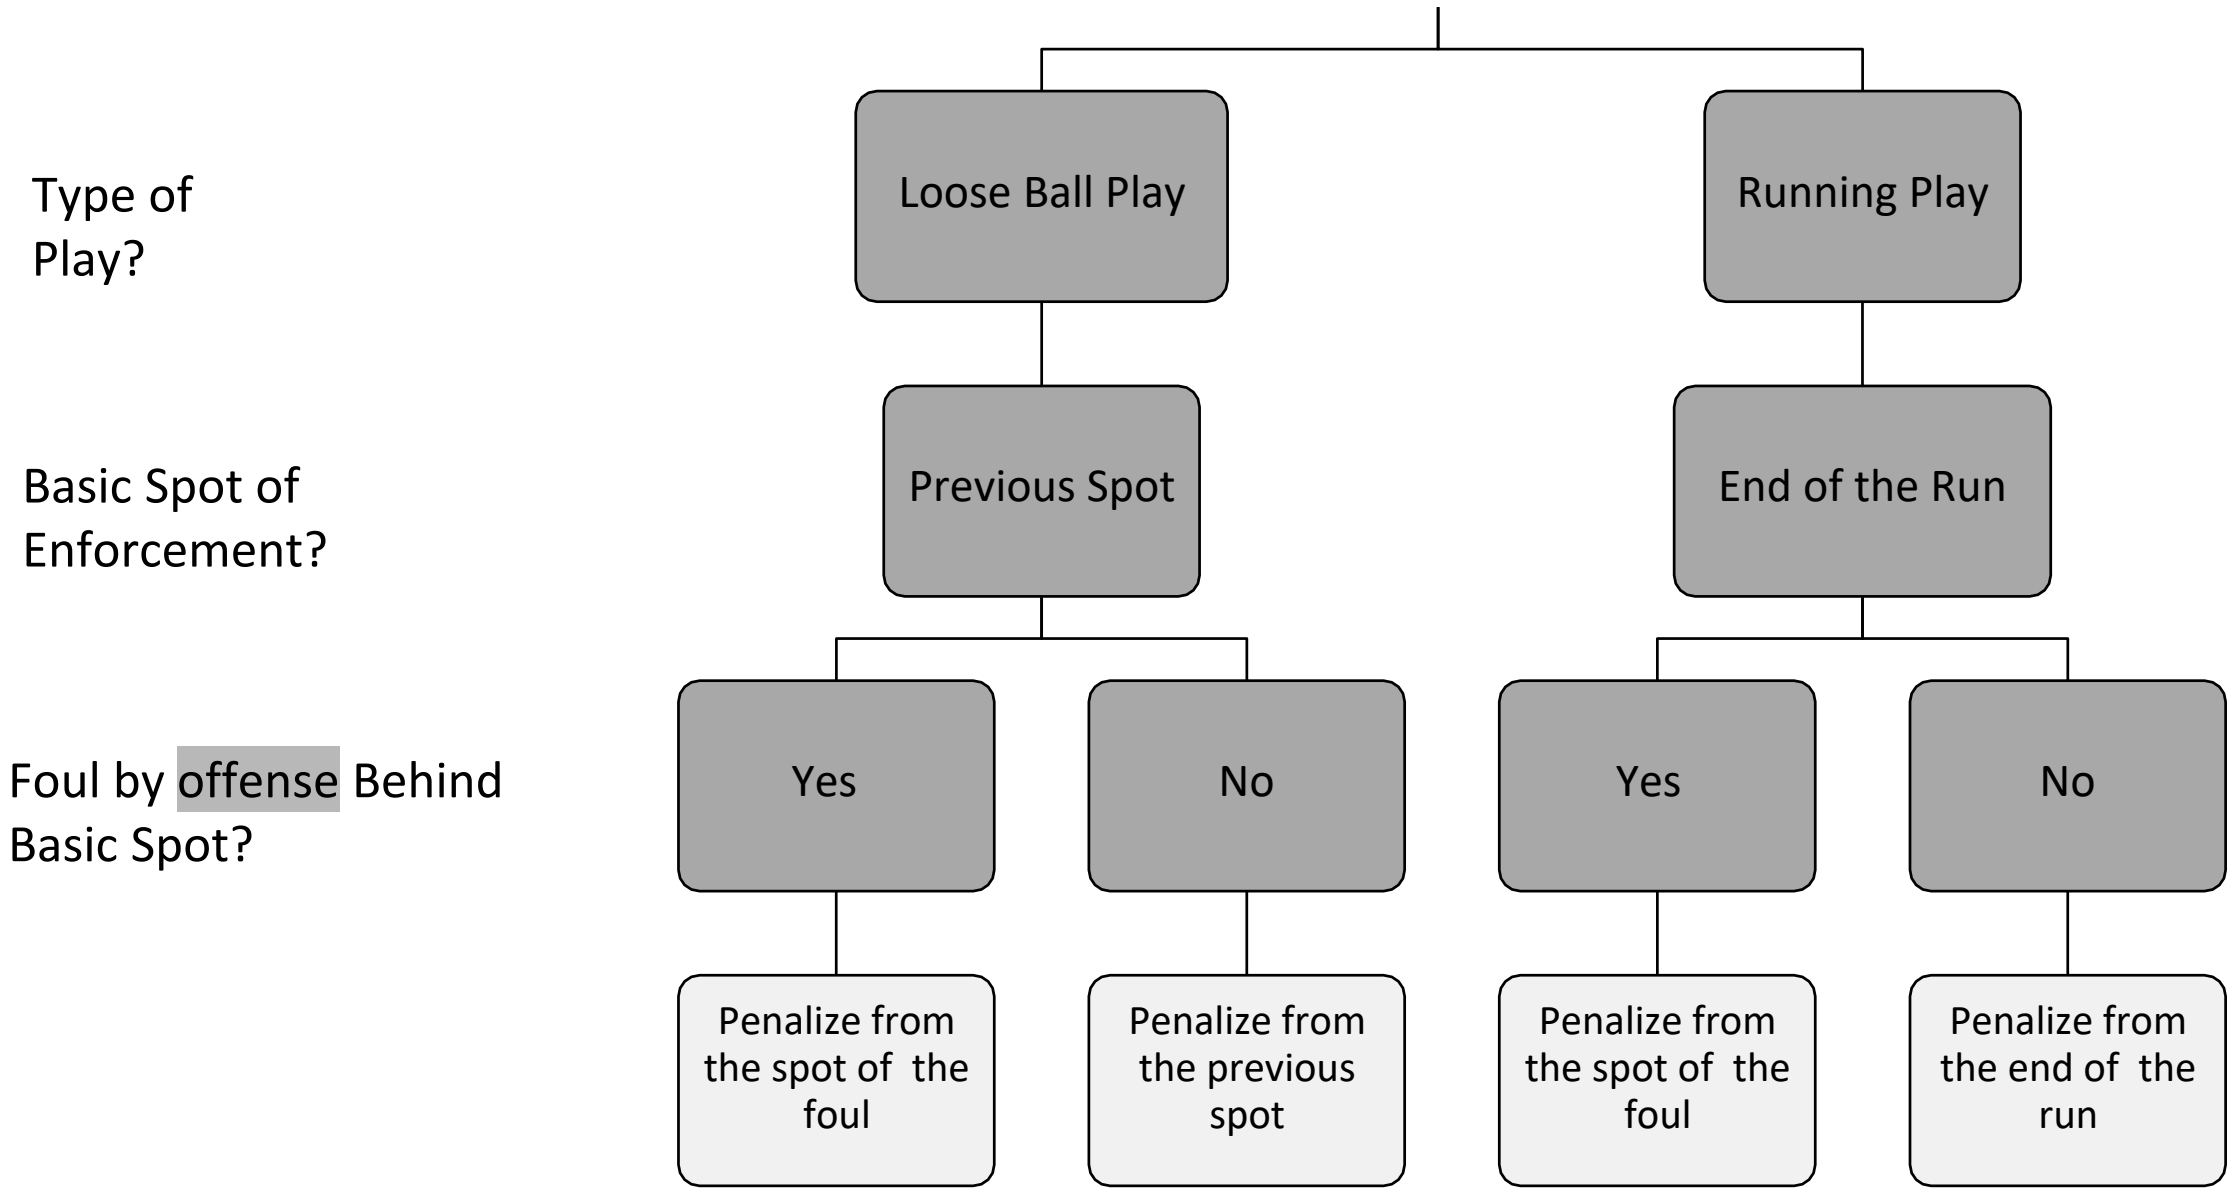 Type of
Play?
Loose Ball Play
Running Play
Basic Spot of
Enforcement?
Previous Spot
End of the Run
Foul by offense Behind
Basic Spot?
Yes
No
Yes
No
Penalize from
the spot of the
foul
Penalize from
the previous
spot
Penalize from
the spot of the
foul
Penalize from
the end of the
run